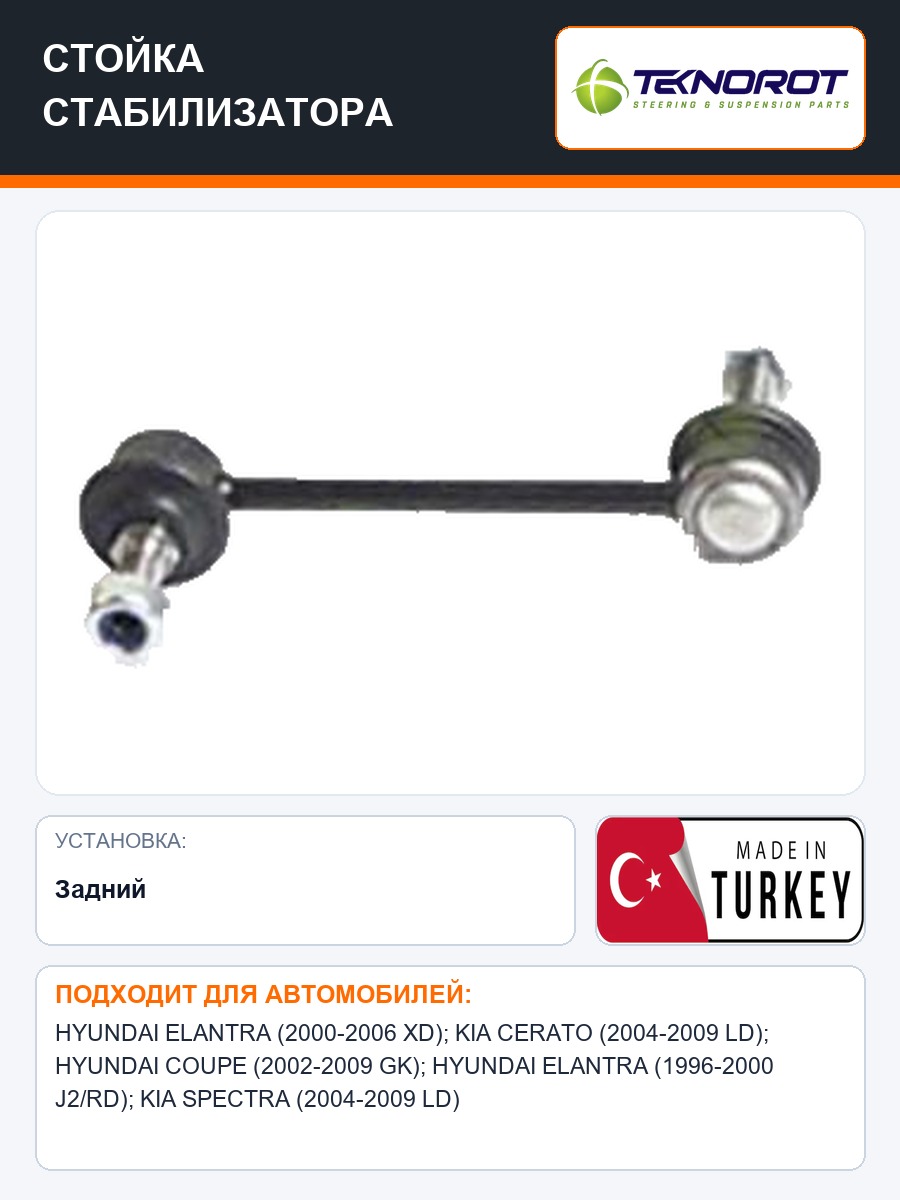 СТОЙКА
СТАБИЛИЗАТОРА
TEKNOROT
STEERING & SUSPENSION PARTS
УСТАНОВКА:
Задний
MADE IN
TURKEY
ПОДХОДИТ ДЛЯ АВТОМОБИЛЕЙ:
HYUNDAI ELANTRA (2000-2006 XD); KIA CERATO (2004-2009 LD);
HYUNDAI COUPE (2002-2009 GK); HYUNDAI ELANTRA (1996-2000
J2/RD); KIA SPECTRA (2004-2009 LD)